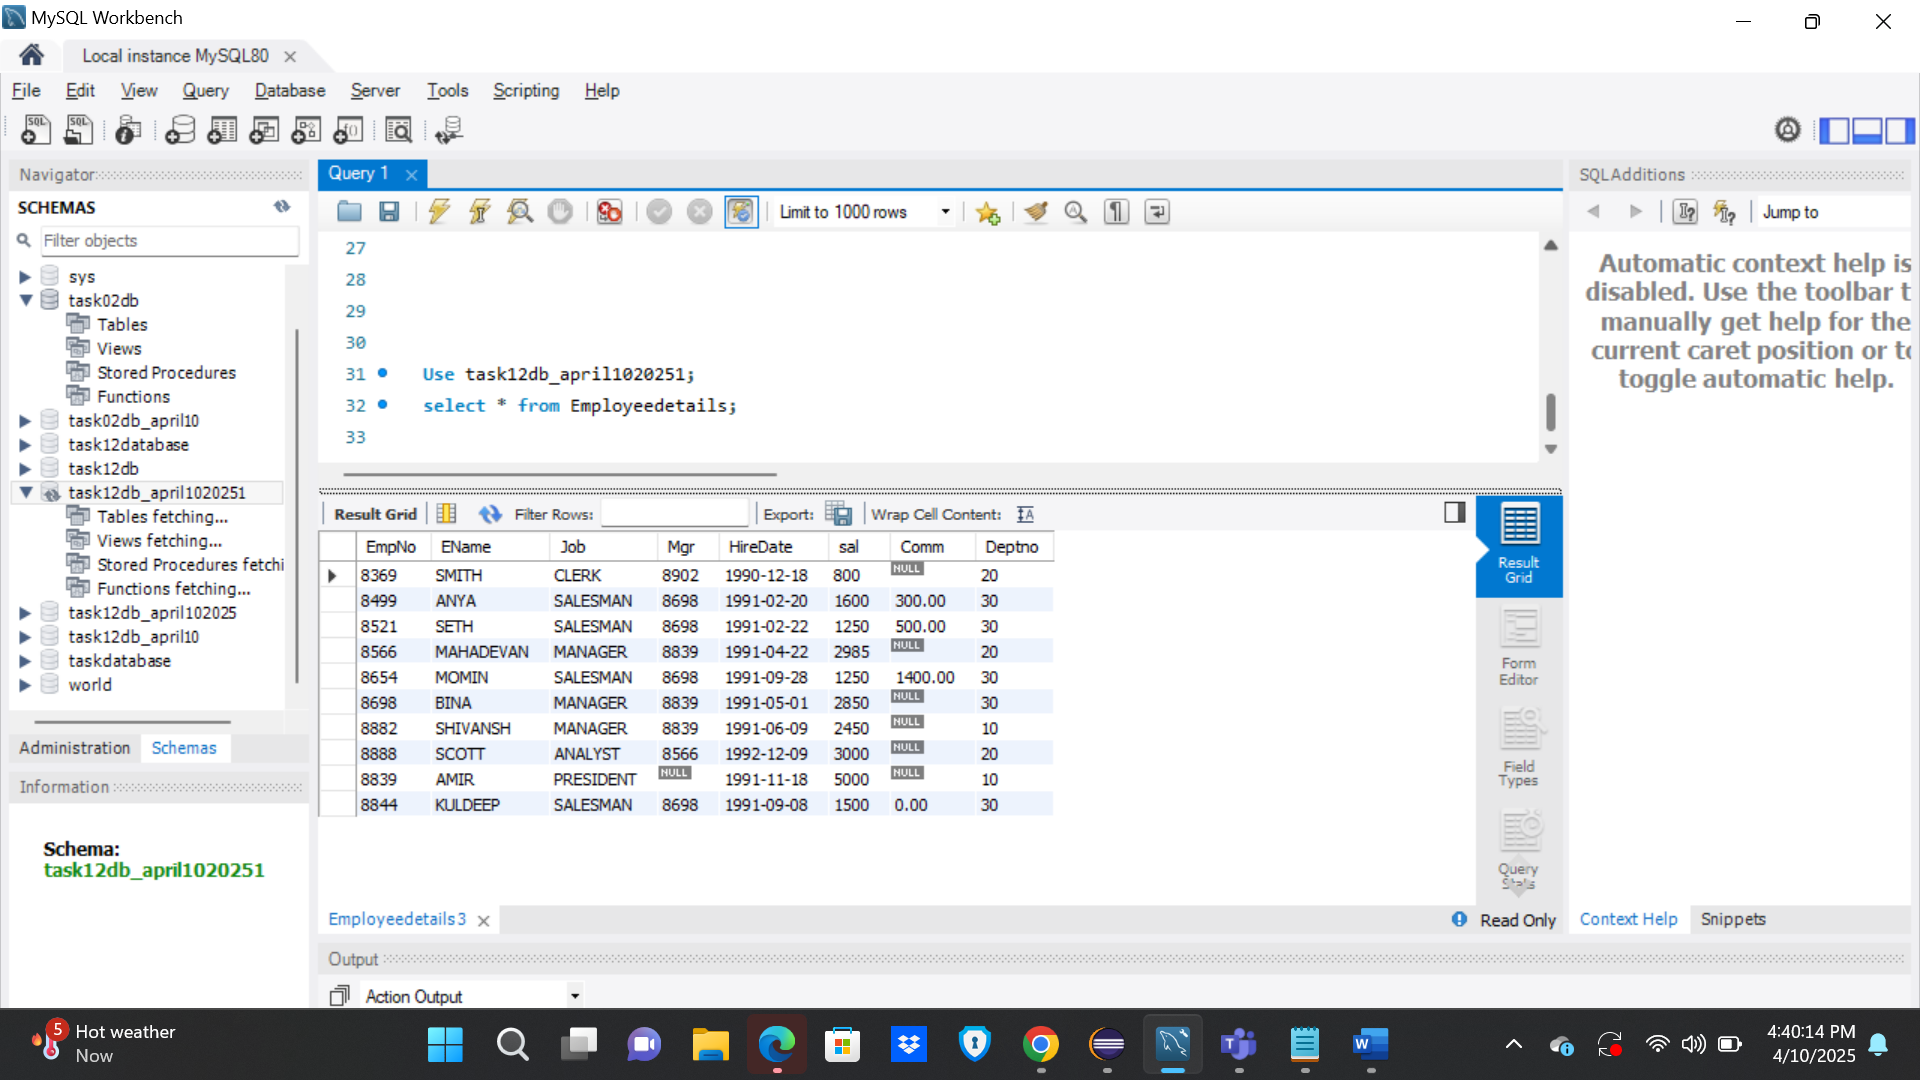 MySQL Workbench
Local instance MySQL80
File Edit View Query Database Server Tools Scripting Help
Navigator
SCHEMAS
Filter objects
sys
task02db
Tables
Views
Stored Procedures
Functions
task02db_april10
task12database
task12db
task12db_april1020251
Tables fetching...
Views fetching...
Stored Procedures fetchi
Functions fetching...
task12db_april102025
task12db_april10
taskdatabase
world
Administration Schemas
Information
Schema:
task12db_april1020251
Query 1
Limit to 1000 rows
27
28
29
30
31 Use task12db_april1020251;
32 select * from Employeedetails;
33
Result Grid Filter Rows: Export: Wrap Cell Content:
EmpNo EName Job Mgr HireDate sal Comm Deptno
8369 SMITH CLERK 8902 1990-12-18 800 NULL 20
8499 ANYA SALESMAN 8698 1991-02-20 1600 300.00 30
8521 SETH SALESMAN 8698 1991-02-22 1250 500.00 30
8566 MAHADEVAN MANAGER 8839 1991-04-22 2985 NULL 20
8654 MOMIN SALESMAN 8698 1991-09-28 1250 1400.00 30
8698 BINA MANAGER 8839 1991-05-01 2850 NULL 30
8882 SHIVANSH MANAGER 8839 1991-06-09 2450 NULL 10
8888 SCOTT ANALYST 8566 1992-12-09 3000 NULL 20
8839 AMIR PRESIDENT NULL 1991-11-18 5000 NULL 10
8844 KULDEEP SALESMAN 8698 1991-09-08 1500 0.00 30
Result
Grid
Form
Editor
Field
Types
Query
Stats
Employeedetails3
Read Only
Output
Action Output
SQLAdditions
Jump to
Automatic context help is
disabled. Use the toolbar t
manually get help for the
current caret position or to
toggle automatic help.
Context Help Snippets
5
Hot weather
Now
4:40:14 PM
4/10/2025